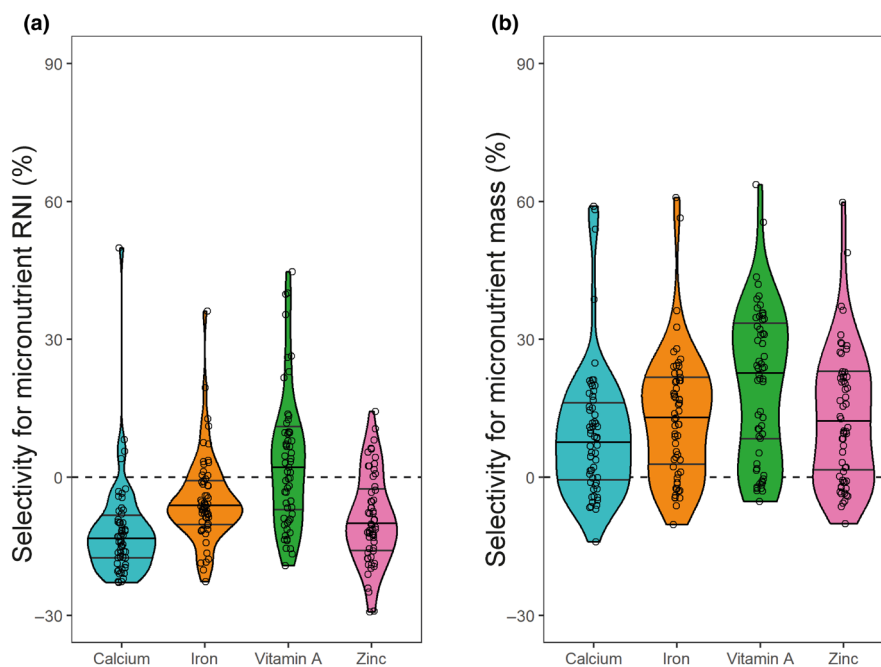 (a)
Selectivity for micronutrient RNI (%)
90
60
30
0
−30
Calcium Iron Vitamin A Zinc
(b)
Selectivity for micronutrient mass (%)
90
60
30
0
−30
Calcium Iron Vitamin A Zinc